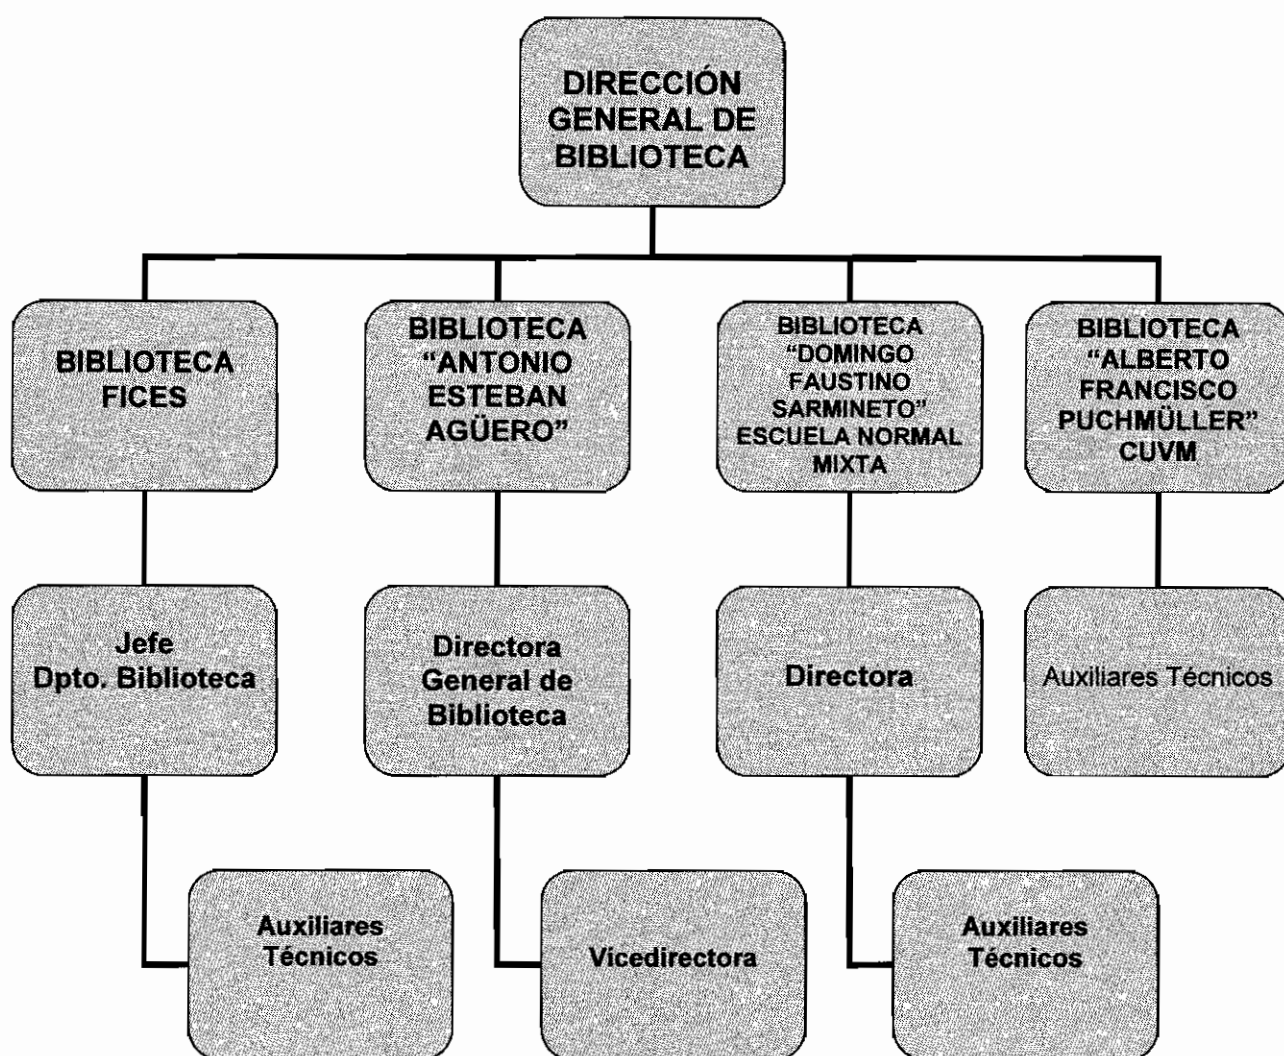 DIRECCIÓN
GENERAL DE
BIBLIOTECA
BIBLIOTECA
FICES
BIBLIOTECA
“ANTONIO
ESTEBAN
AGÜERO”
BIBLIOTECA
“DOMINGO
FAUSTINO
SARMINETO”
ESCUELA NORMAL
MIXTA
BIBLIOTECA
“ALBERTO
FRANCISCO
PUCHMÜLLER”
CUVM
Jefe
Dpto. Biblioteca
Directora
General de
Biblioteca
Directora
Auxiliares Técnicos
Auxiliares
Técnicos
Vicedirectora
Auxiliares
Técnicos